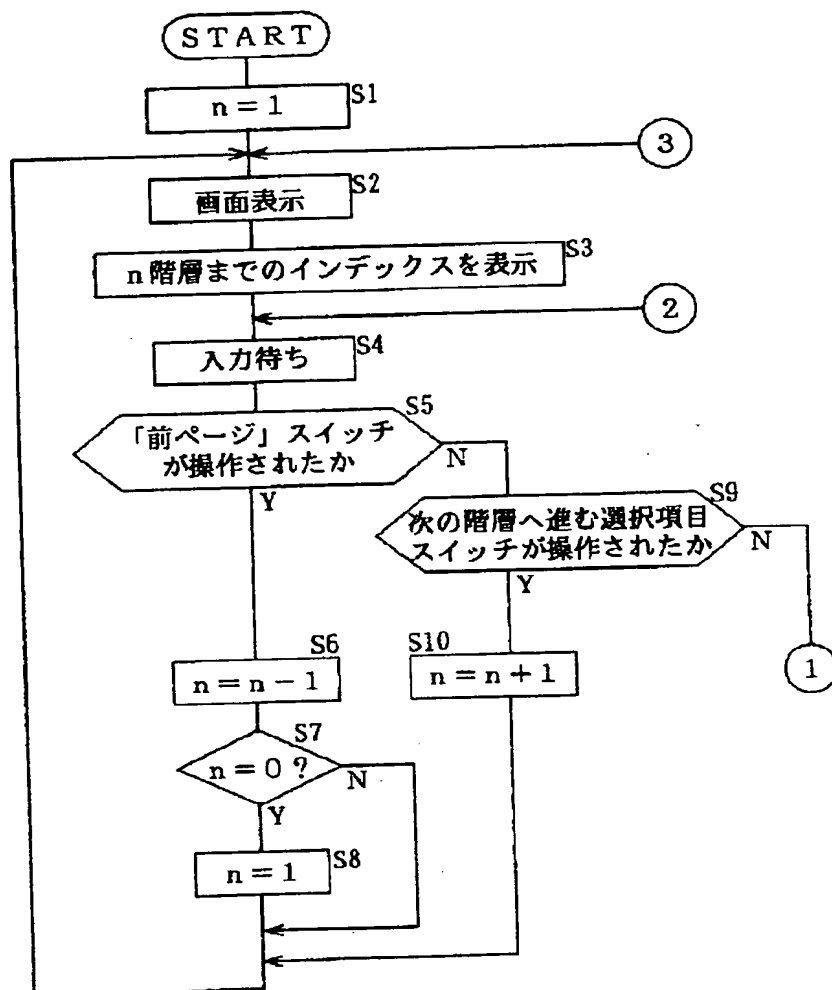 START
S1
n=1
3
S2
画面表示
S3
n階層までのインデックスを表示
2
S4
入力待ち
S5
「前ページ」スイッチ
が操作されたか
N
Y
S9
次の階層へ進む選択項目
スイッチが操作されたか
N
Y
S6
n=n-1
S10
n=n+1
1
S7
n=0?
N
Y
S8
n=1